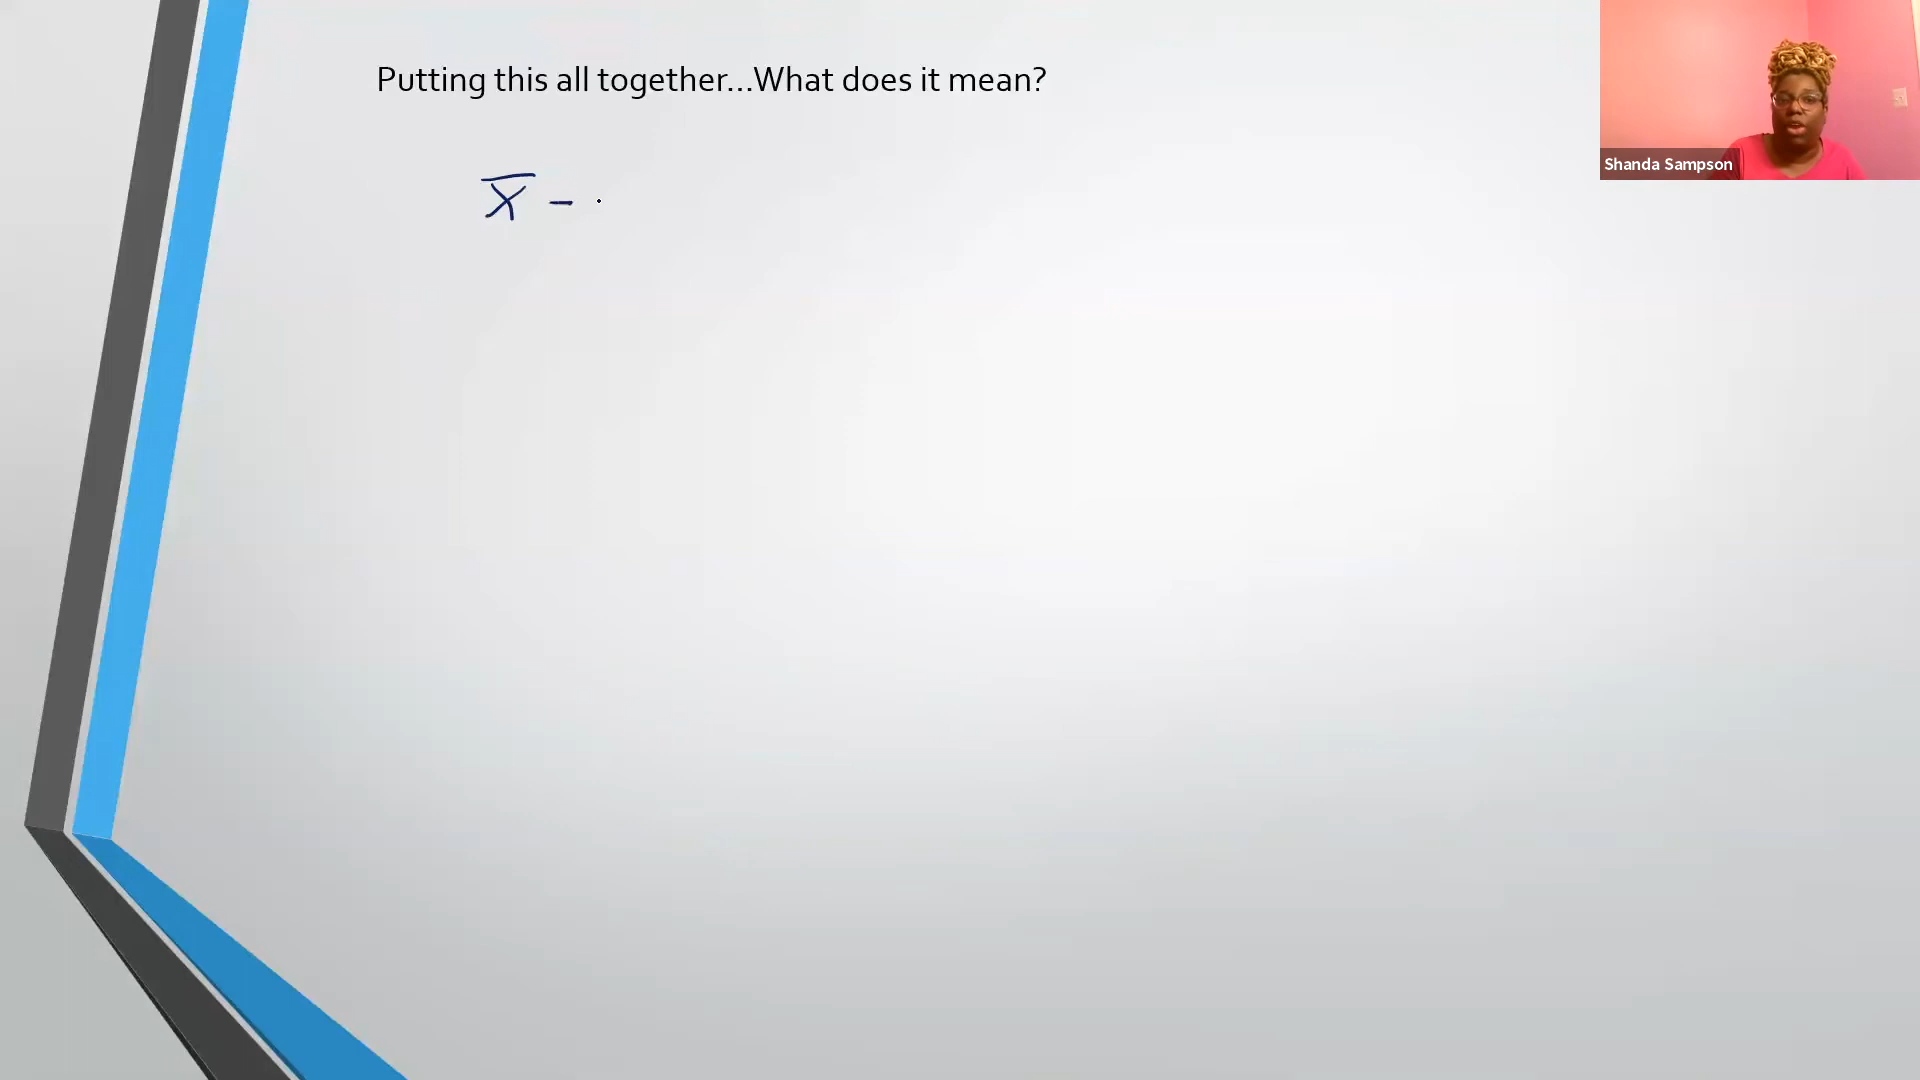 Putting this all together...What does it mean?
Shanda Sampson
x̅ -